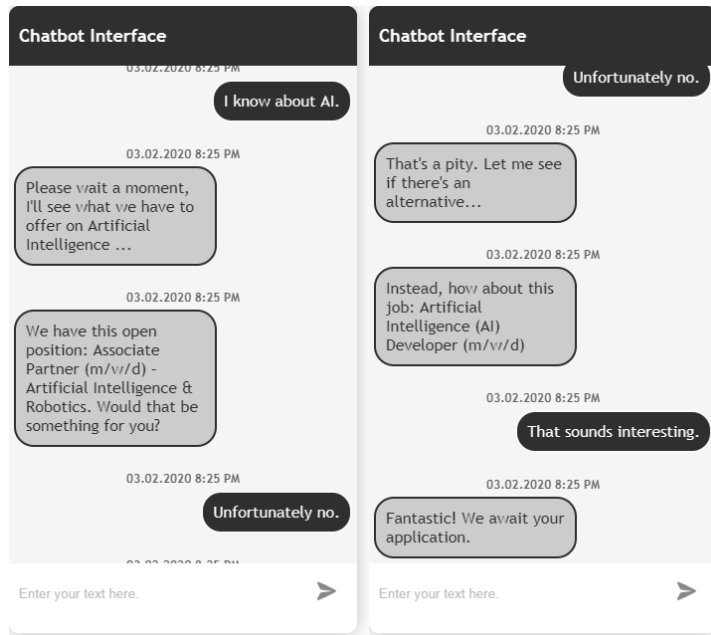 Chatbot Interface
03.02.2020 8:25 PM
I know about AI.
03.02.2020 8:25 PM
Please wait a moment,
I'll see what we have to
offer on Artificial
Intelligence ...
03.02.2020 8:25 PM
We have this open
position: Associate
Partner (m/w/d) -
Artificial Intelligence &
Robotics. Would that be
something for you?
03.02.2020 8:25 PM
Unfortunately no.
03.02.2020 8:25 PM
Enter your text here.
Chatbot Interface
Unfortunately no.
03.02.2020 8:25 PM
That's a pity. Let me see
if there's an
alternative...
03.02.2020 8:25 PM
Instead, how about this
job: Artificial
Intelligence (AI)
Developer (m/w/d)
03.02.2020 8:25 PM
That sounds interesting.
03.02.2020 8:25 PM
Fantastic! We await your
application.
Enter your text here.